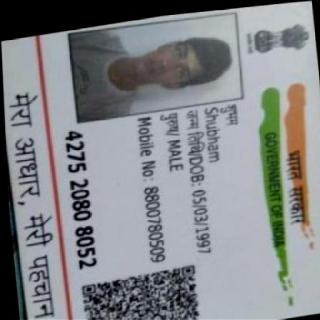 भारत सरकार
GOVERNMENT OF INDIA
शुभम
Shubham
जन्म तिथि/DOB: 05/03/1997
पुरुष/ MALE
Mobile No: 8800780509
4275 2080 8052
मेरा आधार, मेरी पहचान